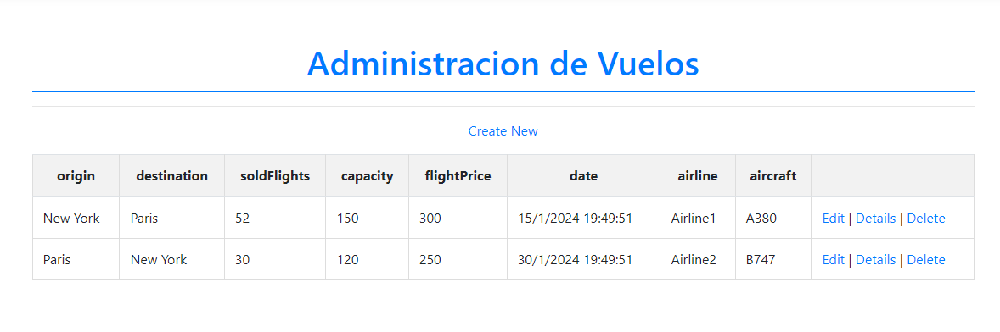 Administracion de Vuelos
Create New
origin destination soldFlights capacity flightPrice date airline aircraft
New York Paris 52 150 300 15/1/2024 19:49:51 Airline1 A380 Edit | Details | Delete
Paris New York 30 120 250 30/1/2024 19:49:51 Airline2 B747 Edit | Details | Delete